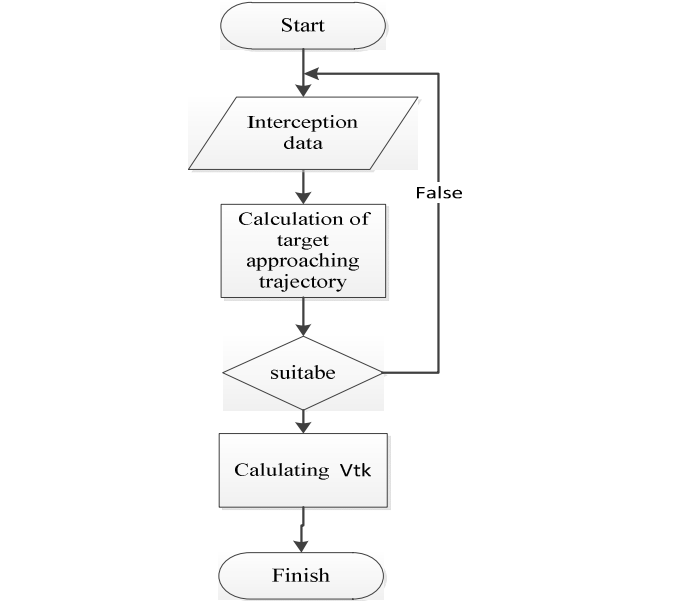 Start
Interception
data
False
Calculation of
target
approaching
trajectory
suitabe
Calulating Vtk
Finish